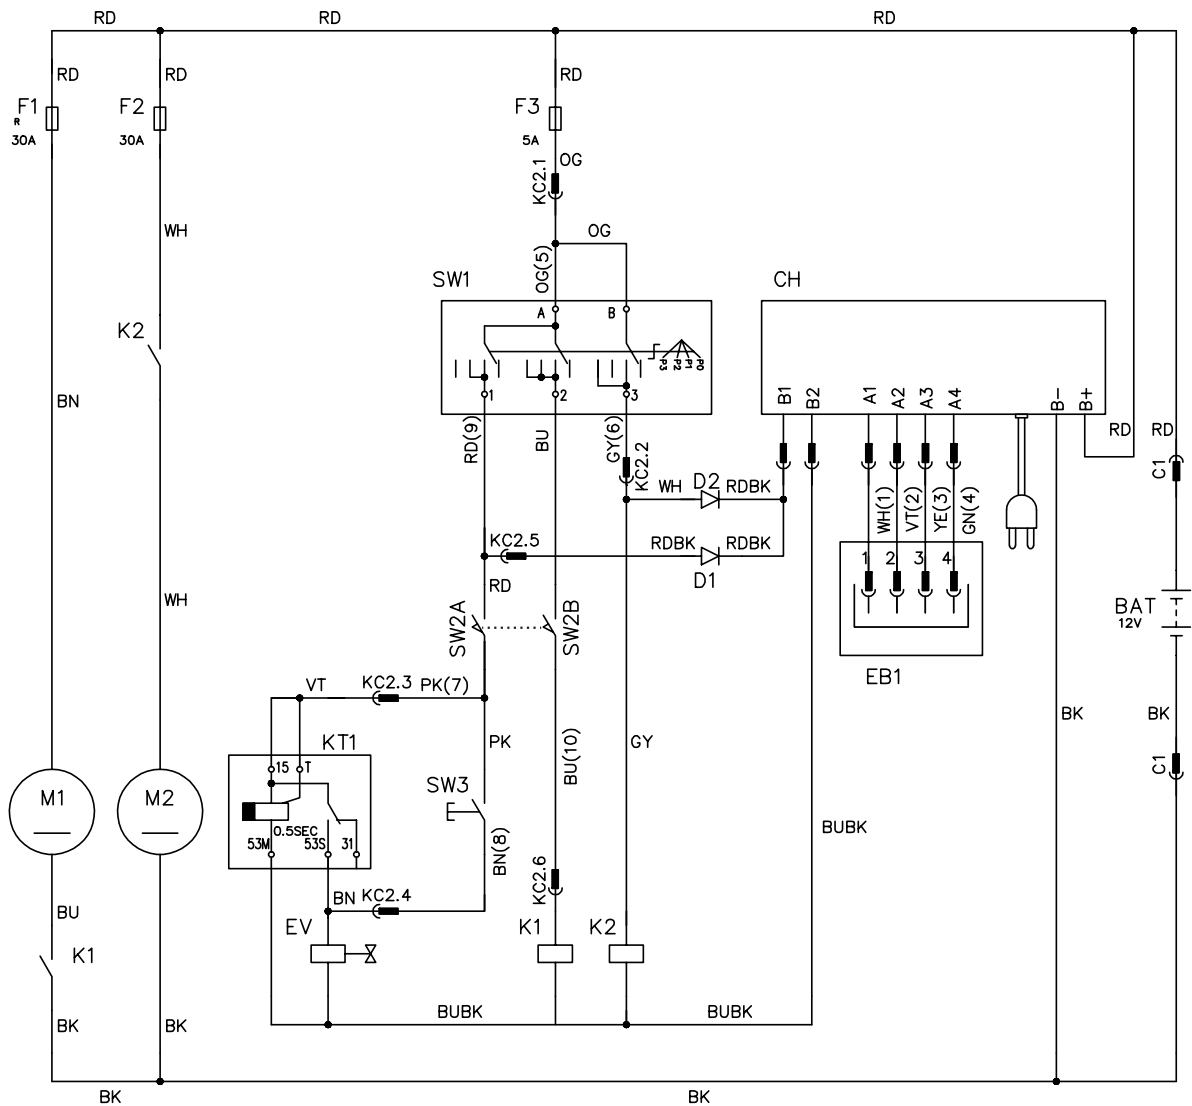 RD RD RD
RD RD RD
F1 F2 F3
R
30A 30A 5A
OG
KC2.1
WH OG
OG(5)
SW1 CH
A B
K2
P3 P2 P1 P0
1 2 3
B1 B2 A1 A2 A3 A4 B- B+
BN
RD(9) BU GY(6) RD RD
KC2.2 C1
WH D2 RDBK
WH(1) VT(2) YE(3) GN(4)
KC2.5 RDBK RDBK
D1
1 2 3 4
RD
WH
SW2A SW2B
BAT
12V
EB1
VT KC2.3 PK(7)
BK BK
KT1 PK BU(10) GY
C1
15 T
M1 M2 SW3
0.5SEC
53M 53S 31
BUBK
BN(8)
KC2.6
BN KC2.4
BU
EV K1 K2
K1
BUBK BUBK
BK BK
BK BK